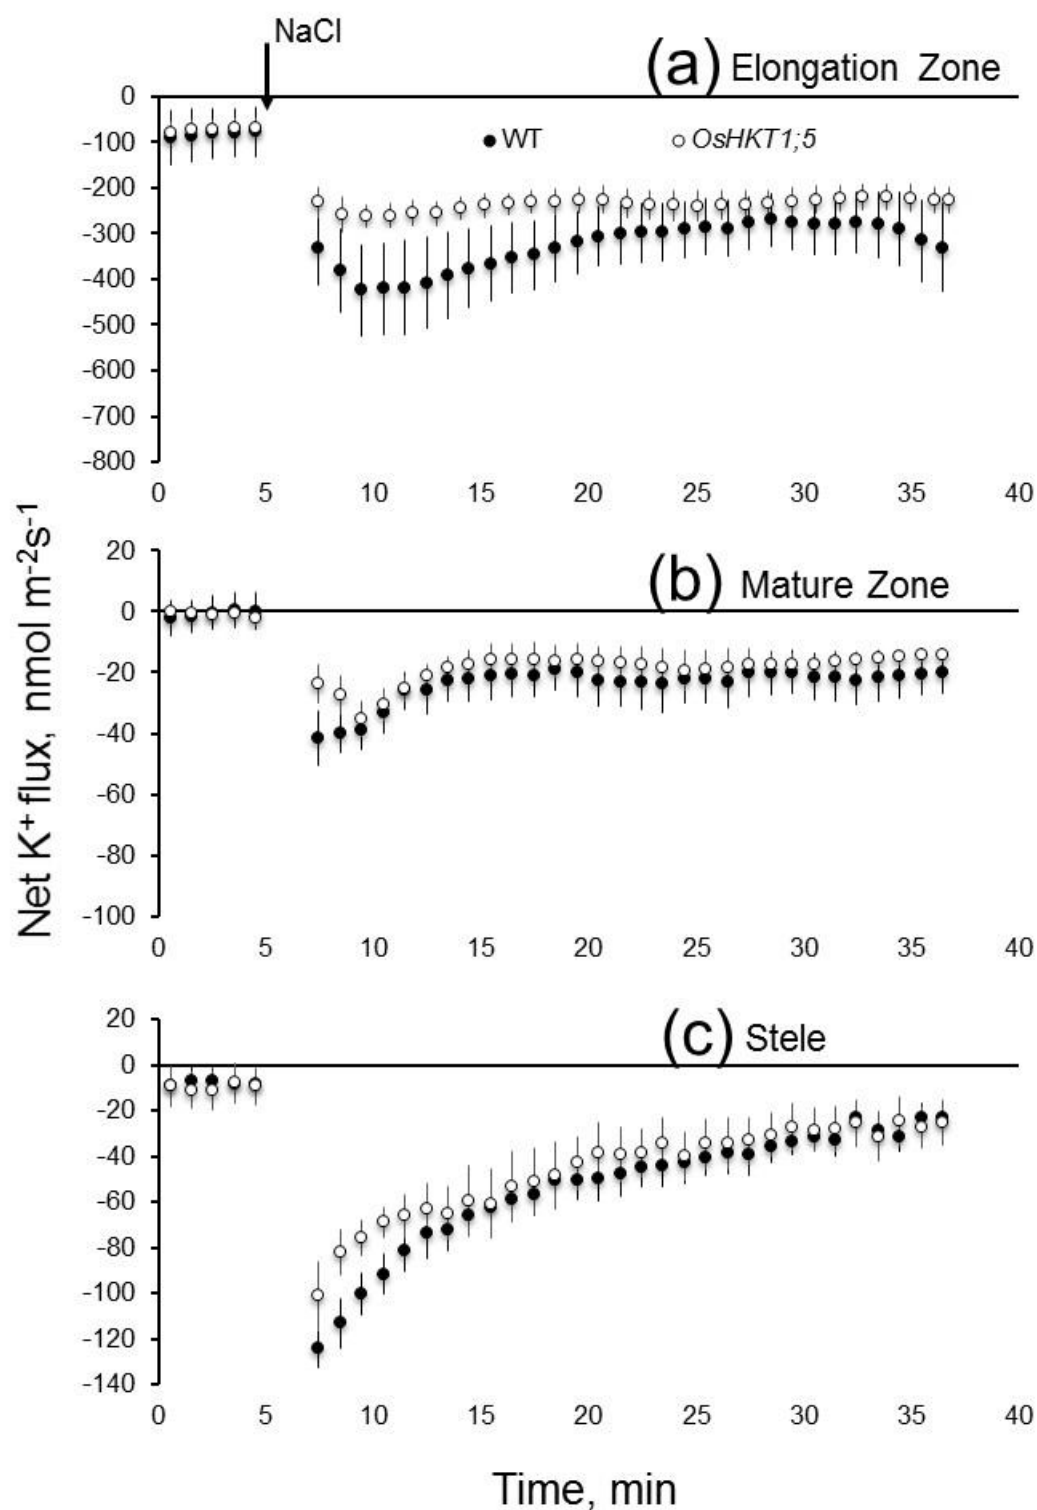 NaCl
(a) Elongation Zone
0
-100
-200
-300
-400
-500
-600
-700
-800
WT
OsHKT1;5
0 5 10 15 20 25 30 35 40
Net K⁺ flux, nmol m⁻²s⁻¹
(b) Mature Zone
20
0
-20
-40
-60
-80
-100
0 5 10 15 20 25 30 35 40
(c) Stele
20
0
-20
-40
-60
-80
-100
-120
-140
0 5 10 15 20 25 30 35 40
Time, min